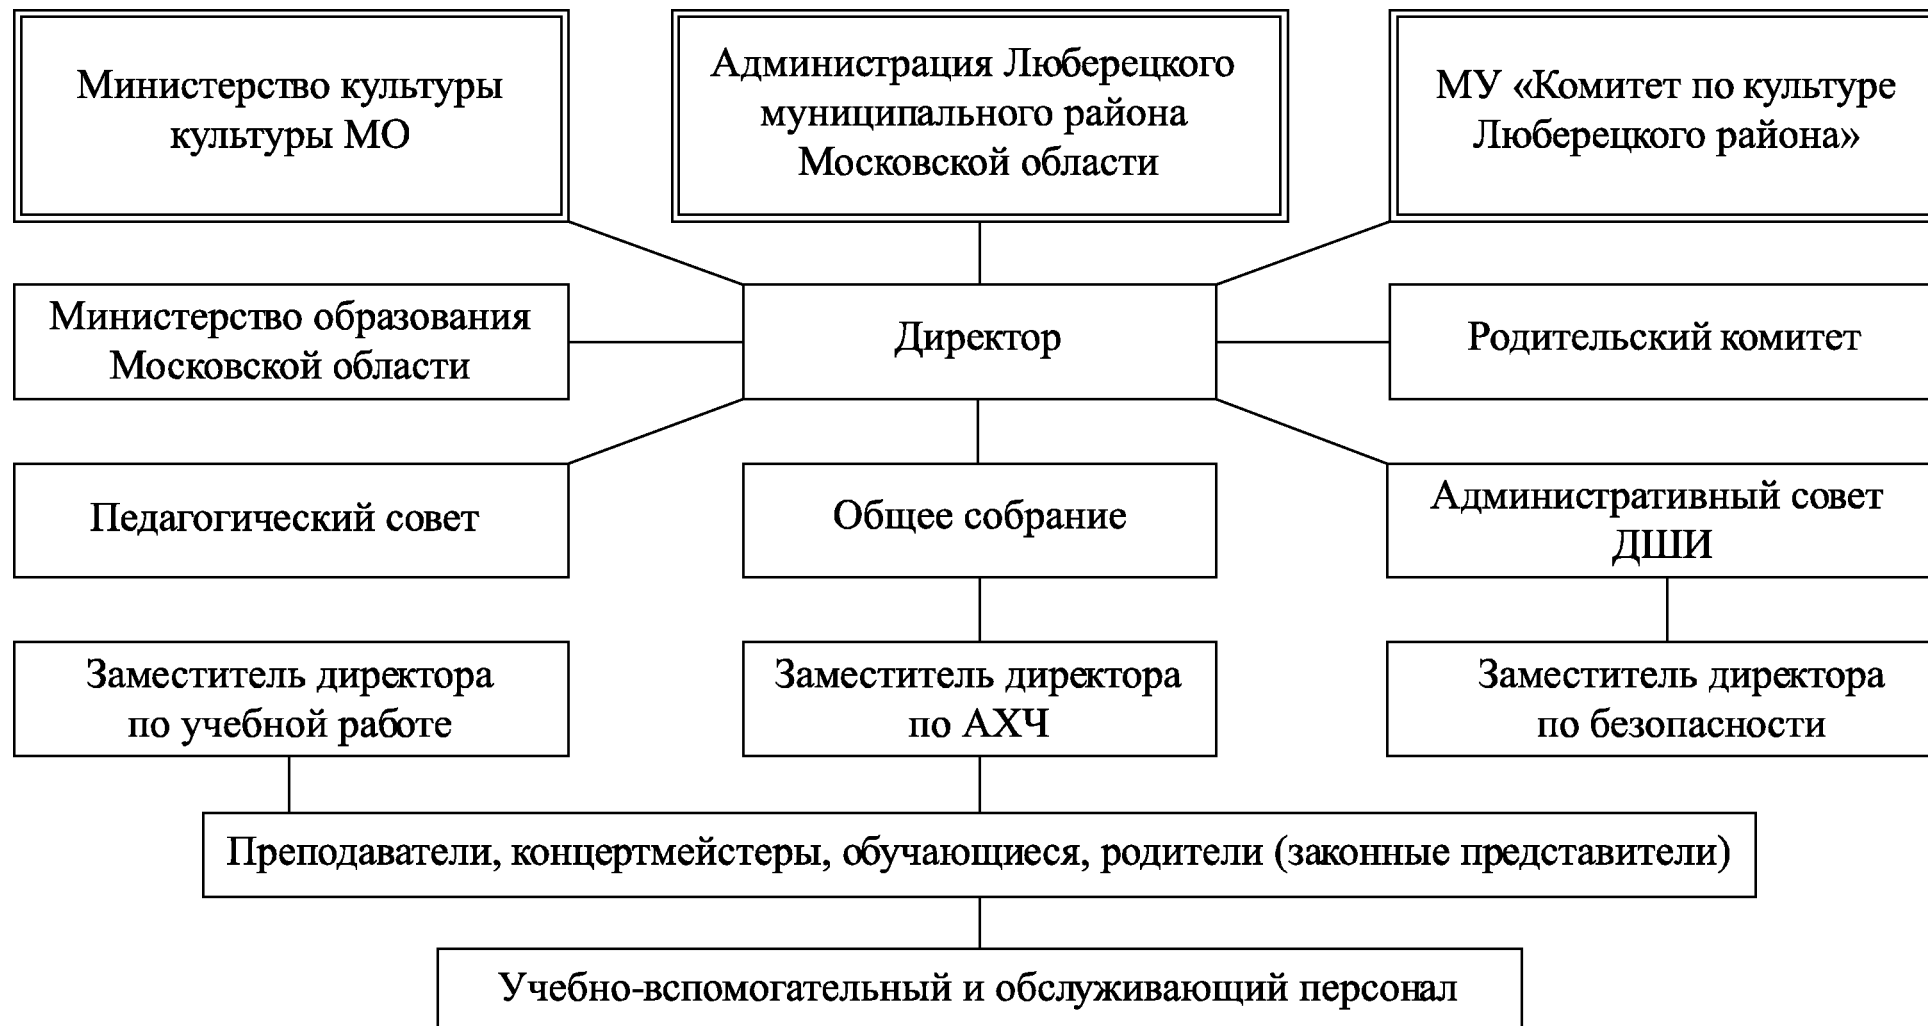 Министерство культуры
культуры МО
Администрация Люберецкого
муниципального района
Московской области
МУ «Комитет по культуре
Люберецкого района»
Министерство образования
Московской области
Директор
Родительский комитет
Педагогический совет
Общее собрание
Административный совет
ДШИ
Заместитель директора
по учебной работе
Заместитель директора
по АХЧ
Заместитель директора
по безопасности
Преподаватели, концертмейстеры, обучающиеся, родители (законные представители)
Учебно-вспомогательный и обслуживающий персонал